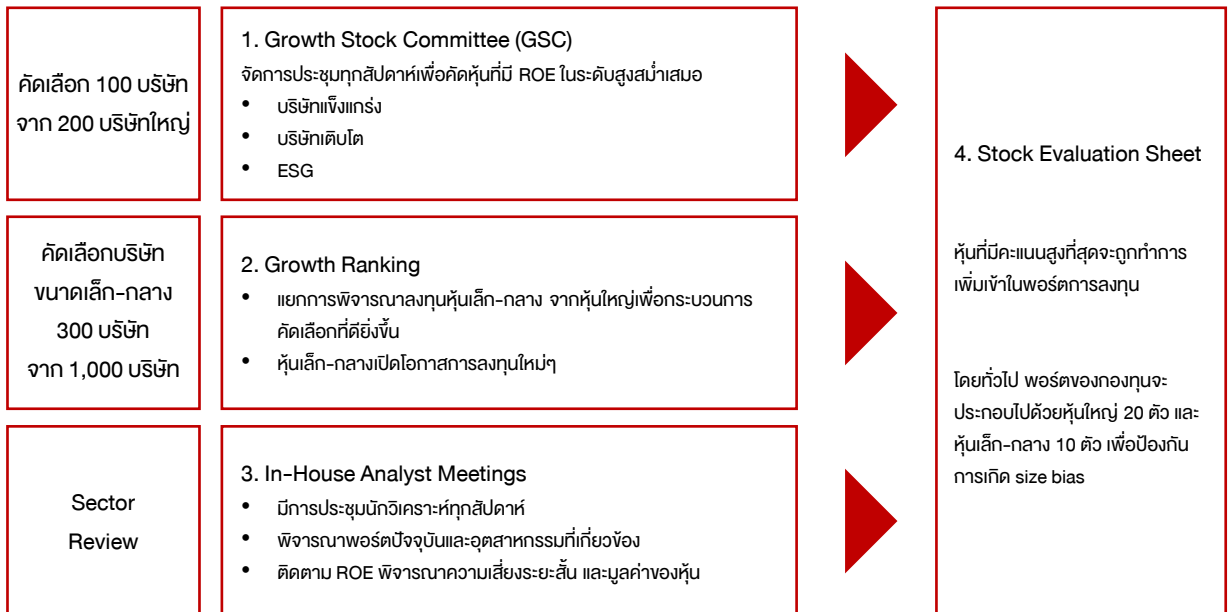 คัดเลือก 100 บริษัท
จาก 200 บริษัทใหญ่
1. Growth Stock Committee (GSC)
จัดการประชุมทุกสัปดาห์เพื่อคัดหุ้นที่มี ROE ในระดับสูงสม่ำเสมอ
• บริษัทแข็งแกร่ง
• บริษัทเติบโต
• ESG
คัดเลือกบริษัท
ขนาดเล็ก-กลาง
300 บริษัท
จาก 1,000 บริษัท
2. Growth Ranking
• แยกการพิจารณาลงทุนหุ้นเล็ก-กลาง จากหุ้นใหญ่เพื่อกระบวนการ
คัดเลือกที่ดียิ่งขึ้น
• หุ้นเล็ก-กลางเปิดโอกาสการลงทุนใหม่ๆ
Sector
Review
3. In-House Analyst Meetings
• มีการประชุมนักวิเคราะห์ทุกสัปดาห์
• พิจารณาพอร์ตปัจจุบันและอุตสาหกรรมที่เกี่ยวข้อง
• ติดตาม ROE พิจารณาความเสี่ยงระยะสั้น และมูลค่าของหุ้น
4. Stock Evaluation Sheet
หุ้นที่มีคะแนนสูงที่สุดจะถูกทำการ
เพิ่มเข้าในพอร์ตการลงทุน
โดยทั่วไป พอร์ตของกองทุนจะ
ประกอบไปด้วยหุ้นใหญ่ 20 ตัว และ
หุ้นเล็ก-กลาง 10 ตัว เพื่อป้องกัน
การเกิด size bias